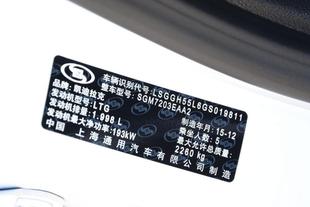 车辆识别代号: LSGGH55L6GS019811
品牌: 凯迪拉克 整车型号: SGM7203EAA2
发动机型号: LTG 制造年月: 15-12
发动机排量: 1.998 L 乘坐人数: 5
发动机最大净功率: 193kW 最大允许总质量: 2260 kg
中国 上海通用汽车有限公司制造